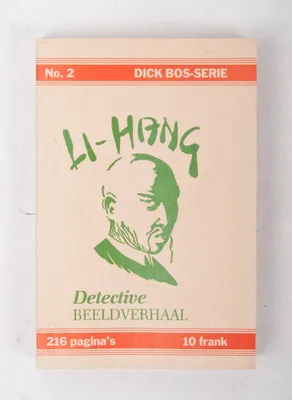 No. 2 DICK BOS-SERIE
LI-HANG
Detective
BEELDVERHAAL
216 pagina's 10 frank